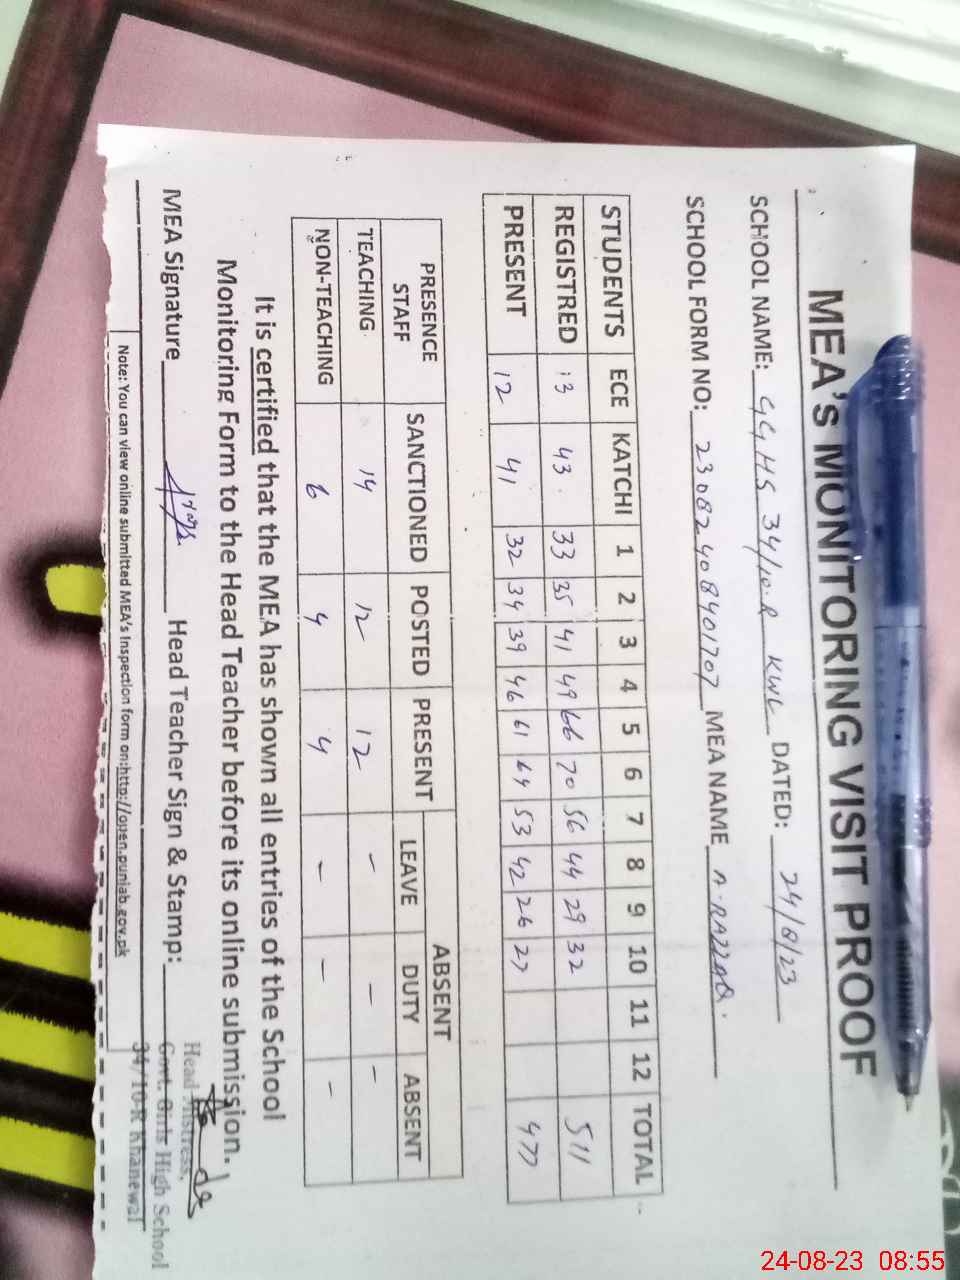 MEA's MONITORING VISIT PROOF
SCHOOL NAME: GGHS 34/10.R KWL DATED: 24/8/23
SCHOOL FORM NO: 23082408401707 MEA NAME A.RAZZAQ
STUDENTS ECE KATCHI 1 2 3 4 5 6 7 8 9 10 11 12 TOTAL
REGISTRED 13 43 33 35 41 49 66 70 56 44 29 32 511
PRESENT 12 41 32 34 39 46 61 64 53 42 26 27 477
PRESENCE STAFF SANCTIONED POSTED PRESENT ABSENT
LEAVE DUTY ABSENT
TEACHING 14 12 12 - - -
NON-TEACHING 6 4 4 - - -
It is certified that the MEA has shown all entries of the School
Monitoring Form to the Head Teacher before its online submission.
MEA Signature Head Teacher Sign & Stamp:
Head Mistress,
Govt. Girls High School
34/10-R Khanewal
Note: You can view online submitted MEA's Inspection form on:http://open.punjab.gov.pk
24-08-23 08:55